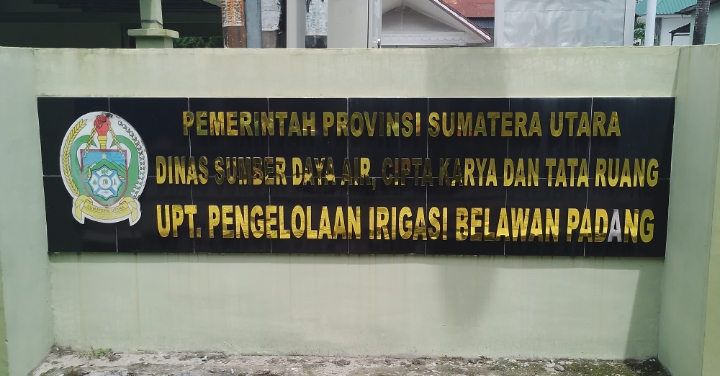 PEMERINTAH PROVINSI SUMATERA UTARA
DINAS SUMBER DAYA AIR, CIPTA KARYA DAN TATA RUANG
UPT. PENGELOLAAN IRIGASI BELAWAN PADANG